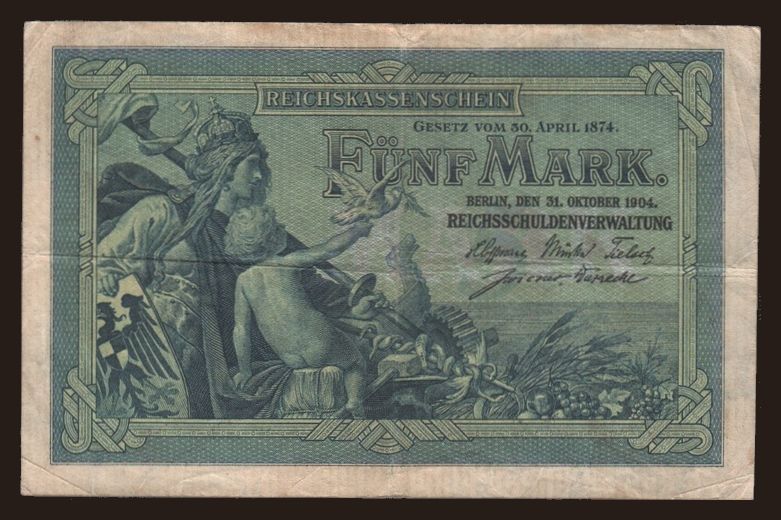 REICHSKASSENSCHEIN
GESETZ VOM 30. APRIL 1874.
FÜNF MARK.
BERLIN, DEN 31. OKTOBER 1904.
REICHSSCHULDENVERWALTUNG